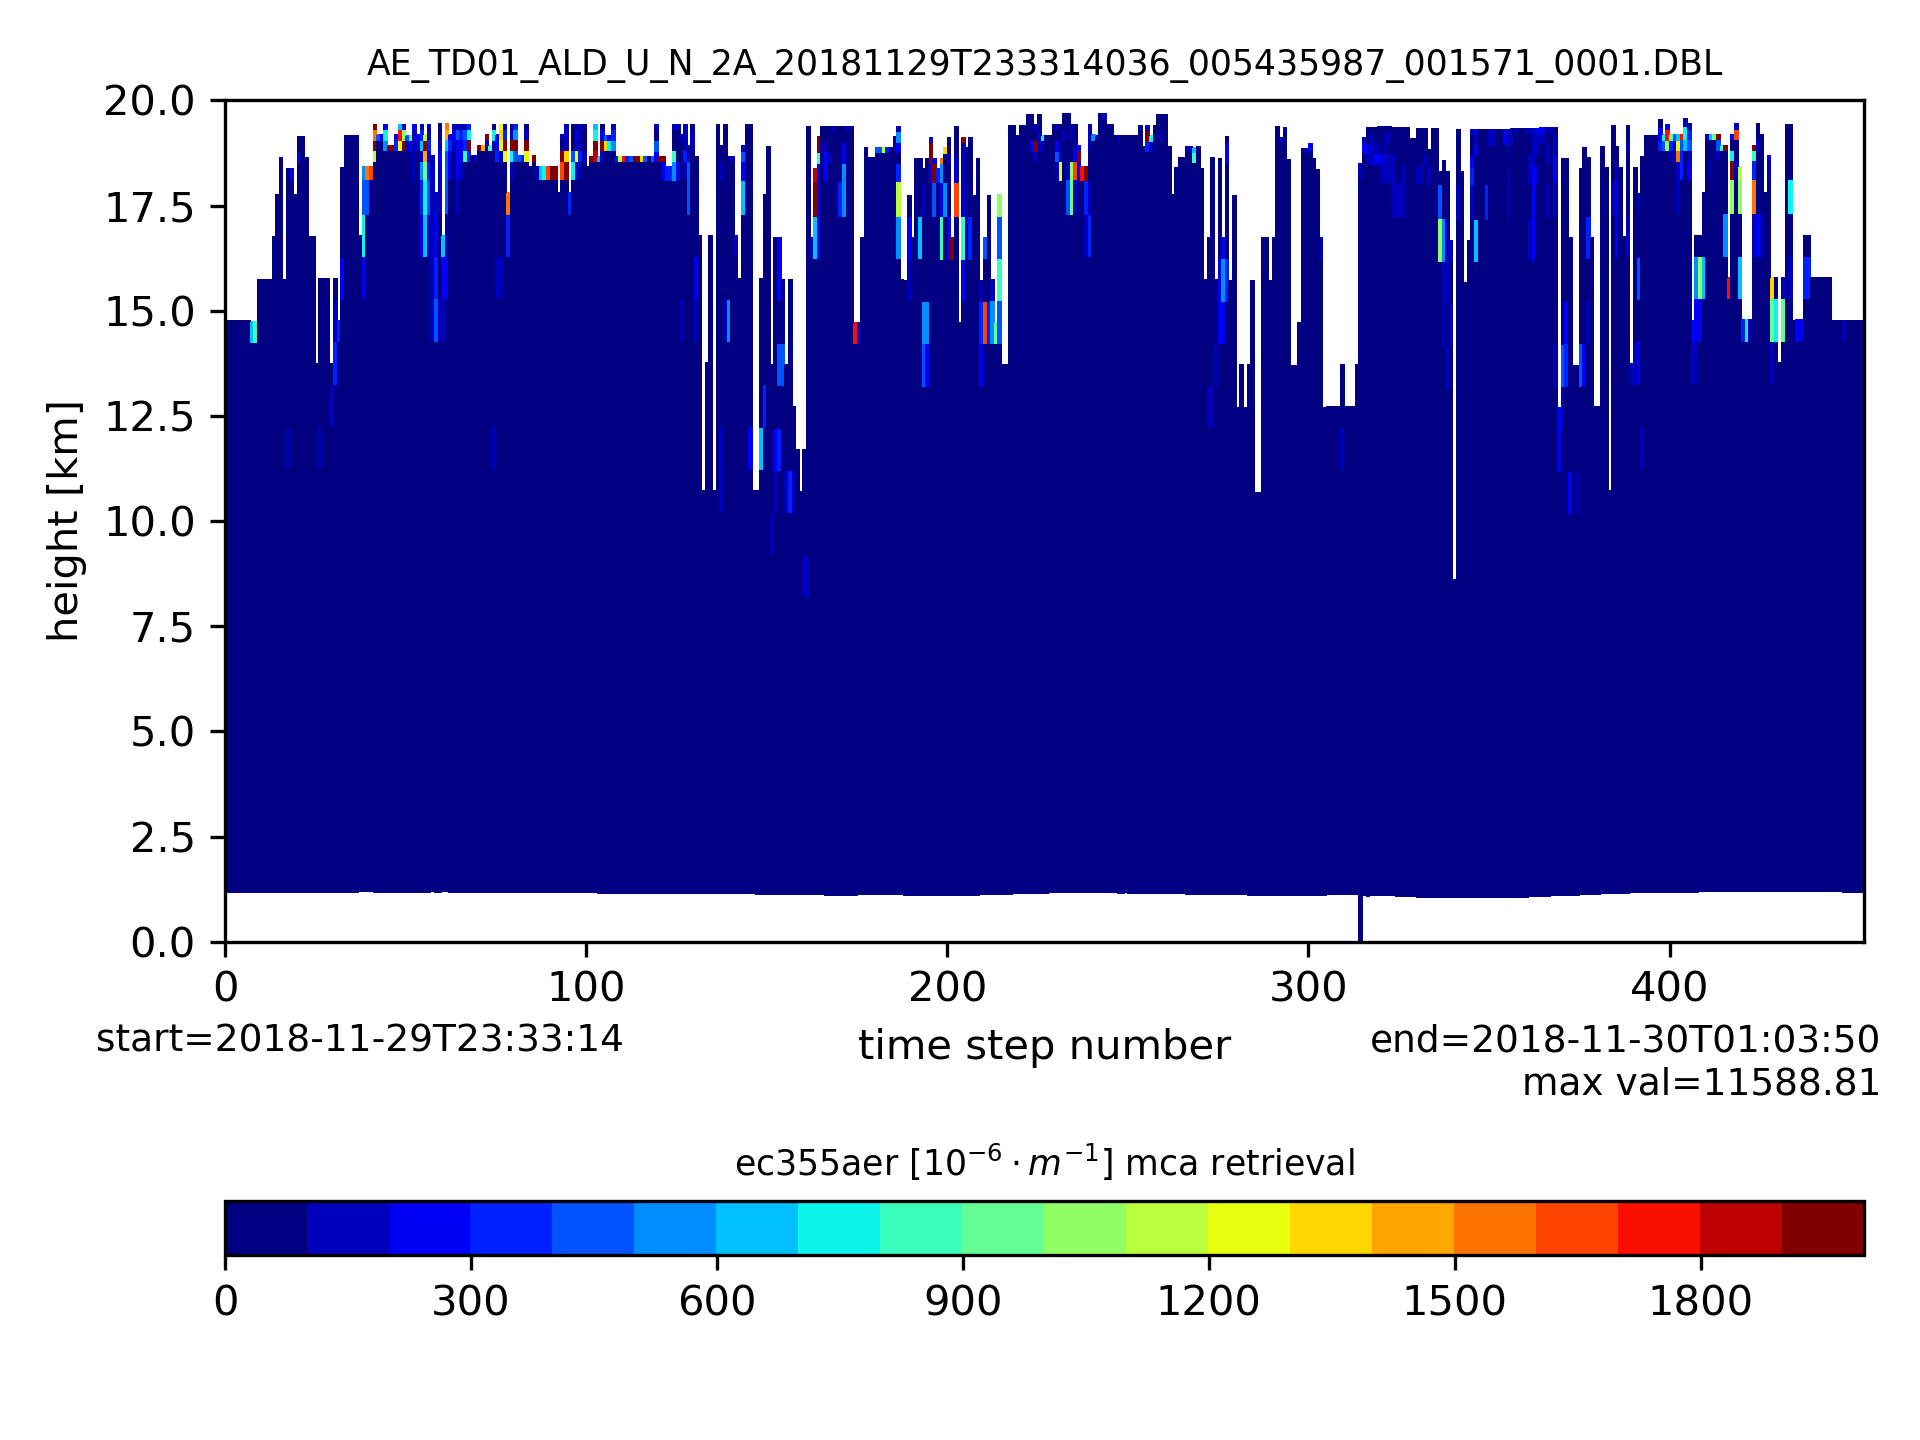 AE_TD01_ALD_U_N_2A_20181129T233314036_005435987_001571_0001.DBL
20.0
17.5
15.0
12.5
10.0
7.5
5.0
2.5
0.0
height [km]
0 100 200 300 400
start=2018-11-29T23:33:14 time step number end=2018-11-30T01:03:50
max val=11588.81
ec355aer [10⁻⁶ · m⁻¹] mca retrieval
0 300 600 900 1200 1500 1800